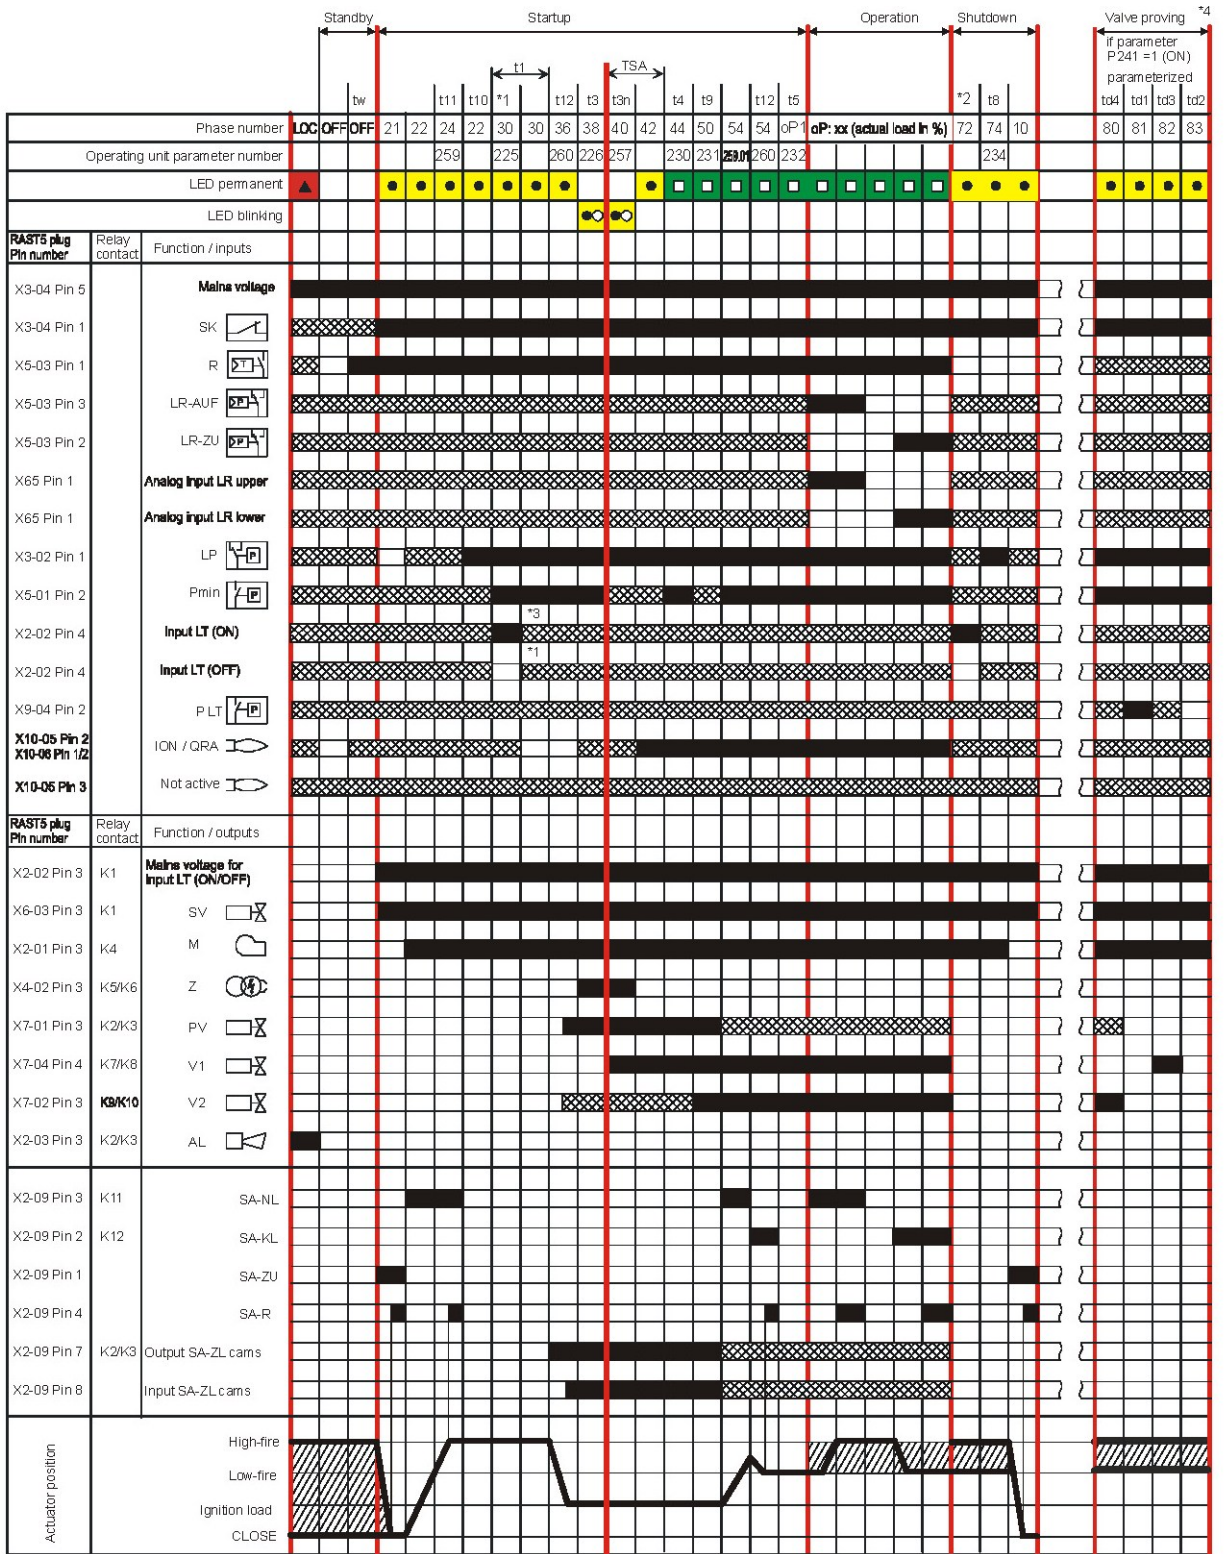 *4
Standby Startup Operation Shutdown Valve proving
if parameter
P241 =1 (ON)
parameterized
t1 TSA
tw t11 t10 *1 t12 t3 t3n t4 t9 t12 t5 *2 t8 td4 td1 td3 td2
Phase number LOC OFF OFF 21 22 24 22 30 30 36 38 40 42 44 50 54 54 oP1 oP: xx (actual load in %) 72 74 10 80 81 82 83
Operating unit parameter number 259 225 260 226 257 230 231 259.01 260 232 234
LED permanent
LED blinking
RAST5 plug Pin number Relay contact Function / inputs
X3-04 Pin 5 Mains voltage
X3-04 Pin 1 SK
X5-03 Pin 1 R T
X5-03 Pin 3 LR-AUF P
X5-03 Pin 2 LR-ZU P
X65 Pin 1 Analog input LR upper
X65 Pin 1 Analog input LR lower
X3-02 Pin 1 LP P
X5-01 Pin 2 Pmin P
*3
X2-02 Pin 4 Input LT (ON)
*1
X2-02 Pin 4 Input LT (OFF)
X9-04 Pin 2 P LT P
X10-05 Pin 2
X10-06 Pin 1/2 ION / QRA
X10-05 Pin 3 Not active
RAST5 plug Pin number Relay contact Function / outputs
X2-02 Pin 3 K1 Mains voltage for input LT (ON/OFF)
X6-03 Pin 3 K1 SV
X2-01 Pin 3 K4 M
X4-02 Pin 3 K5/K6 Z
X7-01 Pin 3 K2/K3 PV
X7-04 Pin 4 K7/K8 V1
X7-02 Pin 3 K9/K10 V2
X2-03 Pin 3 K2/K3 AL
X2-09 Pin 3 K11 SA-NL
X2-09 Pin 2 K12 SA-KL
X2-09 Pin 1 SA-ZU
X2-09 Pin 4 SA-R
X2-09 Pin 7 K2/K3 Output SA-ZL cams
X2-09 Pin 8 Input SA-ZL cams
Actuator position
High-fire
Low-fire
Ignition load
CLOSE